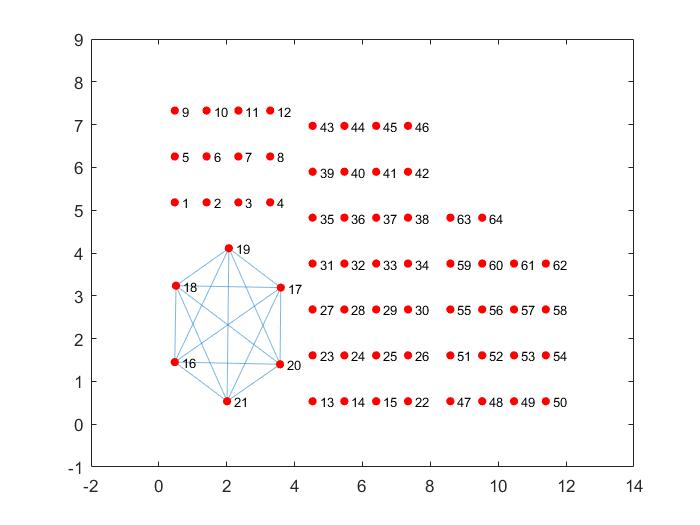 9
8
9 10 11 12
7
43 44 45 46
5 6 7 8
6
39 40 41 42
1 2 3 4
5
35 36 37 38 63 64
19
4
31 32 33 34 59 60 61 62
18 17
3
27 28 29 30 55 56 57 58
2
23 24 25 26 51 52 53 54
16 20
1
21 13 14 15 22 47 48 49 50
0
-1
-2 0 2 4 6 8 10 12 14